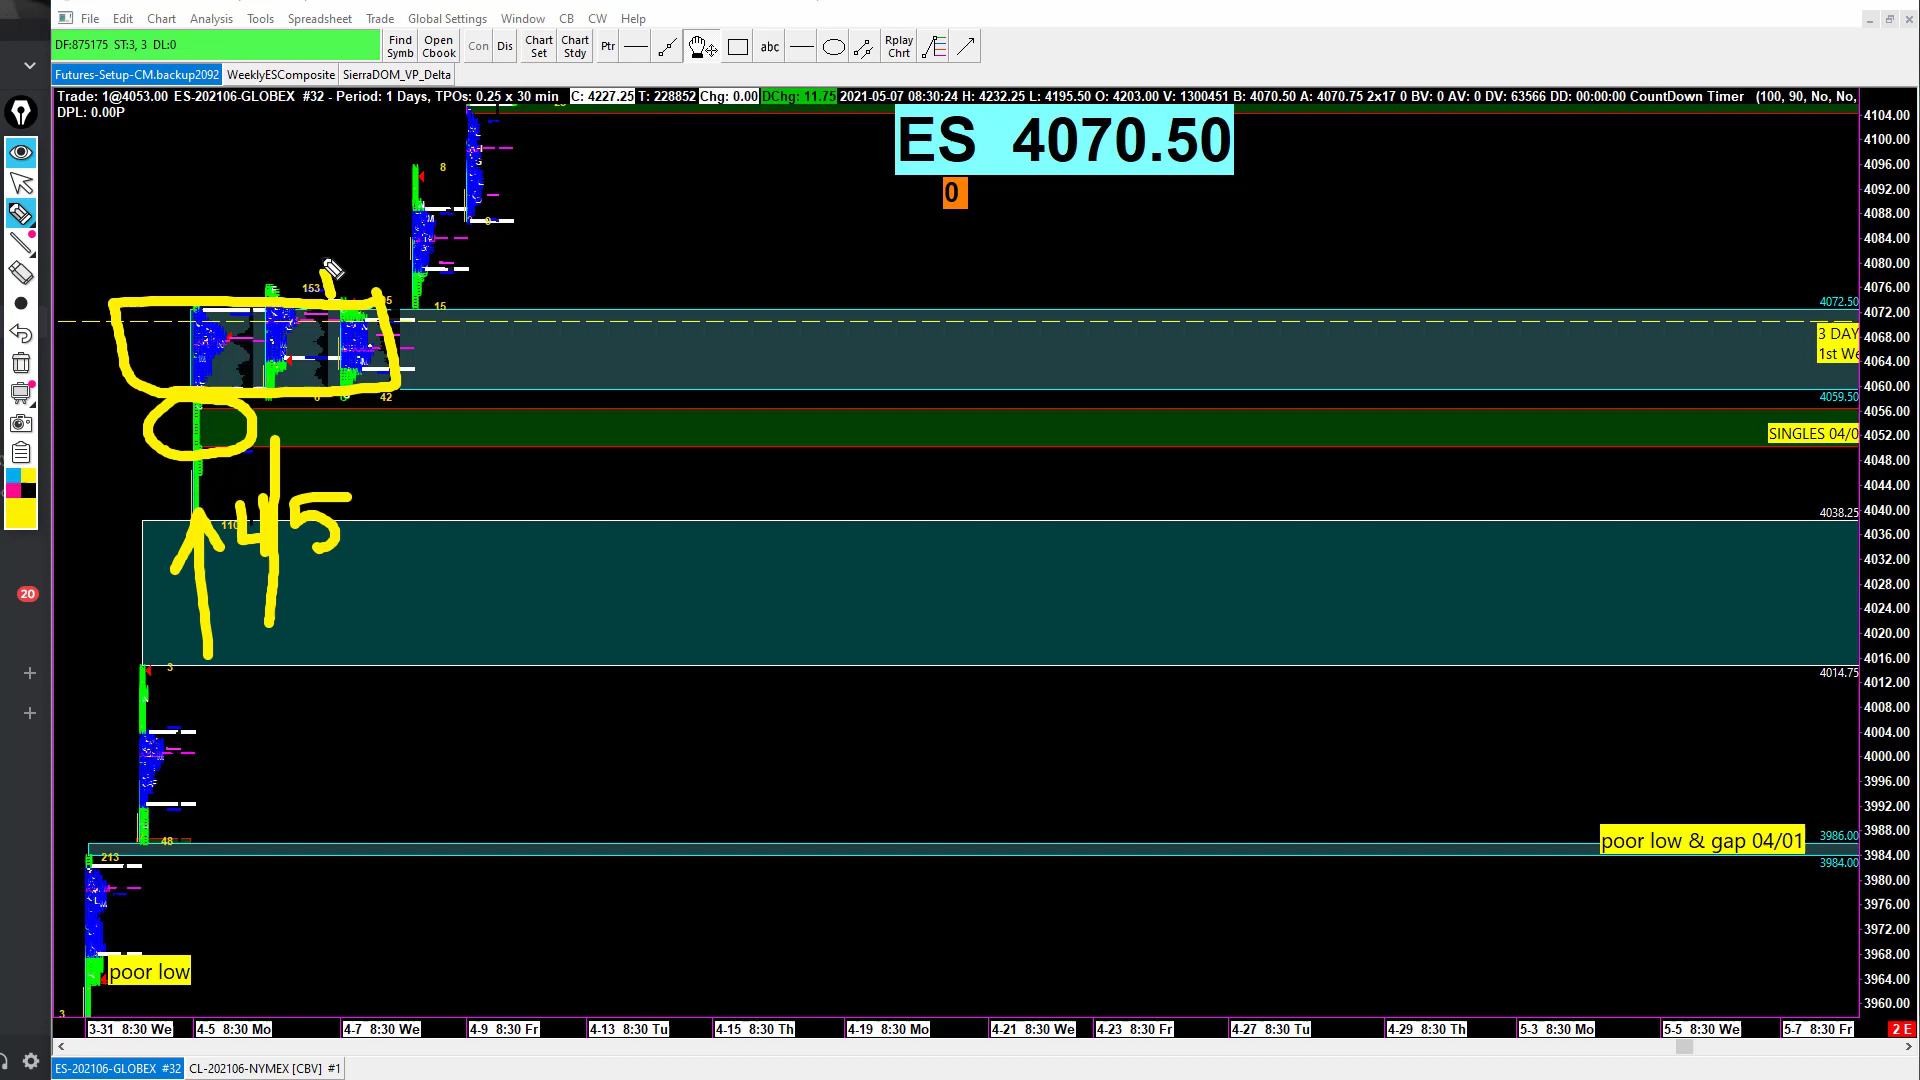 File Edit Chart Analysis Tools Spreadsheet Trade Global Settings Window CB CW Help
DF:875175 ST:3, 3 DL:0
Find Symb
Open Cbook
Con
Dis
Chart Set
Chart Stdy
Ptr
abc
Rplay Chrt
Futures-Setup-CM.backup2092 WeeklyESComposite SierraDOM_VP_Delta
Trade: 1@4053.00 ES-202106-GLOBEX #32 - Period: 1 Days, TPOs: 0.25 x 30 min C: 4227.25 T: 228852 Chg: 0.00 DChg: 11.75 2021-05-07 08:30:24 H: 4232.25 L: 4195.50 O: 4203.00 V: 1300451 B: 4070.50 A: 4070.75 2x17 0 BV: 0 AV: 0 DV: 63566 DD: 00:00:00 CountDown Timer (100, 90, No, No,
DPL: 0.00P
ES 4070.50
0
8
9
153
15
4072.50
3 DAY
1st We
6
42
4059.50
SINGLES 04/0
4038.25
110
4/5
3
4014.75
48
213
poor low & gap 04/01
3986.00
3984.00
poor low
3
4104.00
4100.00
4096.00
4092.00
4088.00
4084.00
4080.00
4076.00
4072.00
4068.00
4064.00
4060.00
4056.00
4052.00
4048.00
4044.00
4040.00
4036.00
4032.00
4028.00
4024.00
4020.00
4016.00
4012.00
4008.00
4004.00
4000.00
3996.00
3992.00
3988.00
3984.00
3980.00
3976.00
3972.00
3968.00
3964.00
3960.00
20
3-31 8:30 We 4-5 8:30 Mo 4-7 8:30 We 4-9 8:30 Fr 4-13 8:30 Tu 4-15 8:30 Th 4-19 8:30 Mo 4-21 8:30 We 4-23 8:30 Fr 4-27 8:30 Tu 4-29 8:30 Th 5-3 8:30 Mo 5-5 8:30 We 5-7 8:30 Fr 2 E
ES-202106-GLOBEX #32 CL-202106-NYMEX [CBV] #1